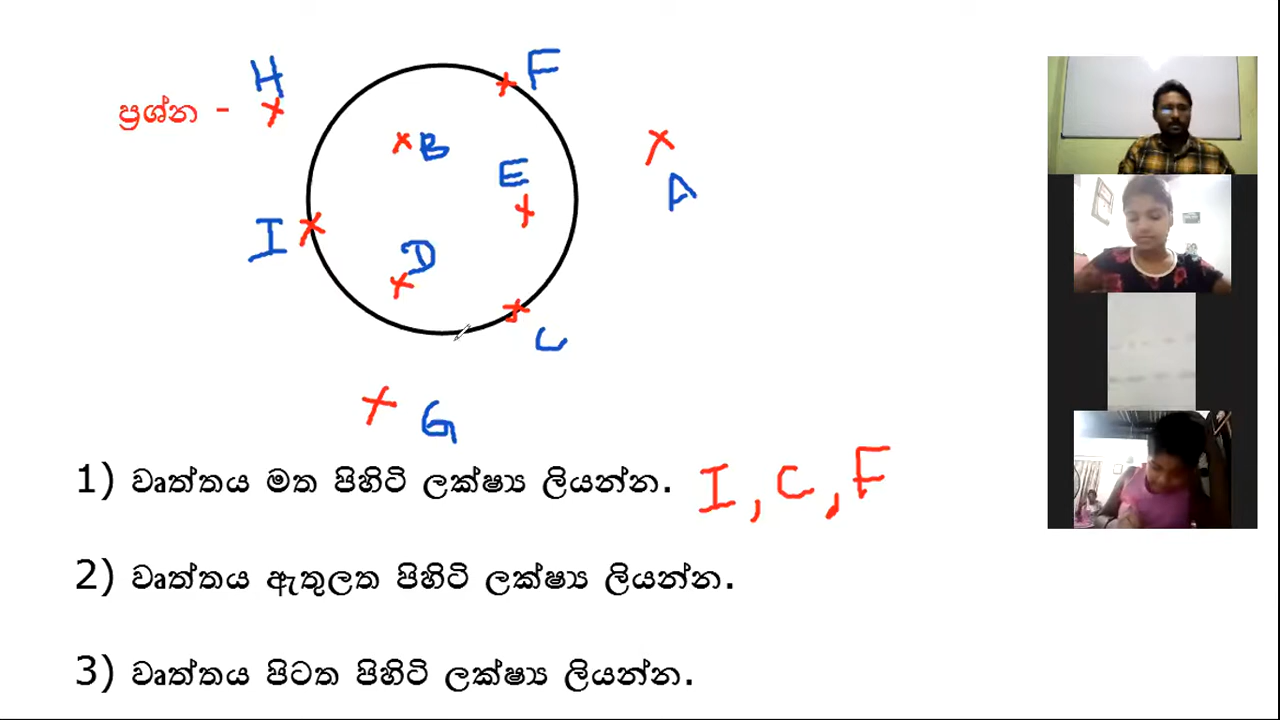 H
F
ප්‍රශ්න -
B
E
A
I
D
C
G
1) වෘත්තය මත පිහිටි ලක්ෂ්‍ය ලියන්න. I, C, F
2) වෘත්තය ඇතුලත පිහිටි ලක්ෂ්‍ය ලියන්න.
3) වෘත්තය පිටත පිහිටි ලක්ෂ්‍ය ලියන්න.